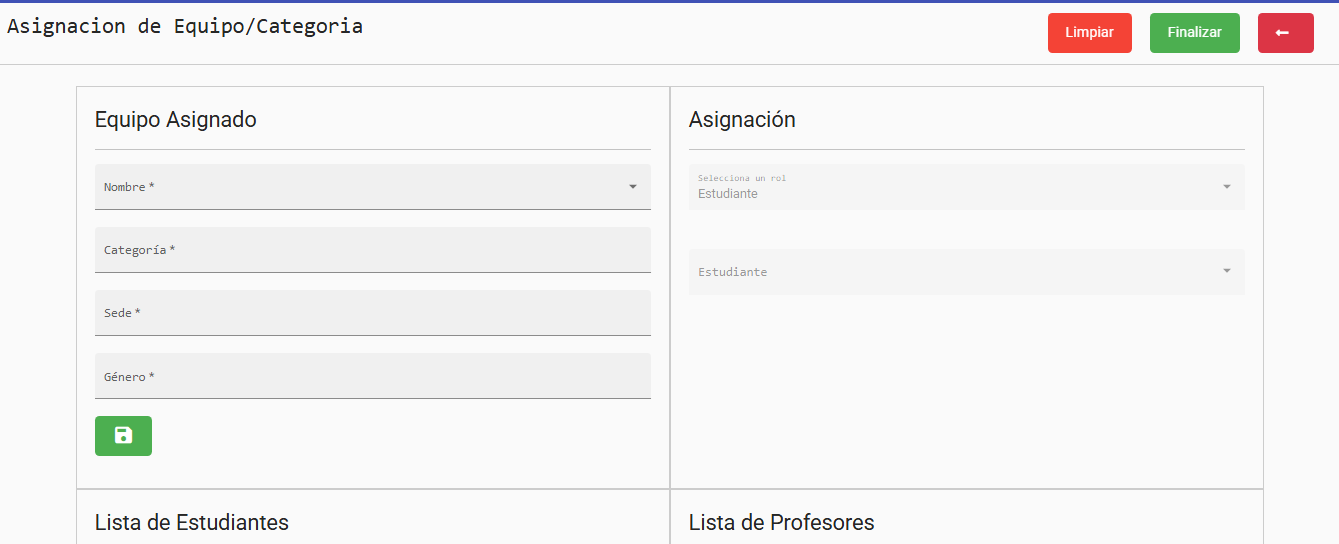 Asignacion de Equipo/Categoria
Limpiar
Finalizar
Equipo Asignado
Nombre *
Categoría *
Sede *
Género *
Asignación
Selecciona un rol
Estudiante
Estudiante
Lista de Estudiantes
Lista de Profesores